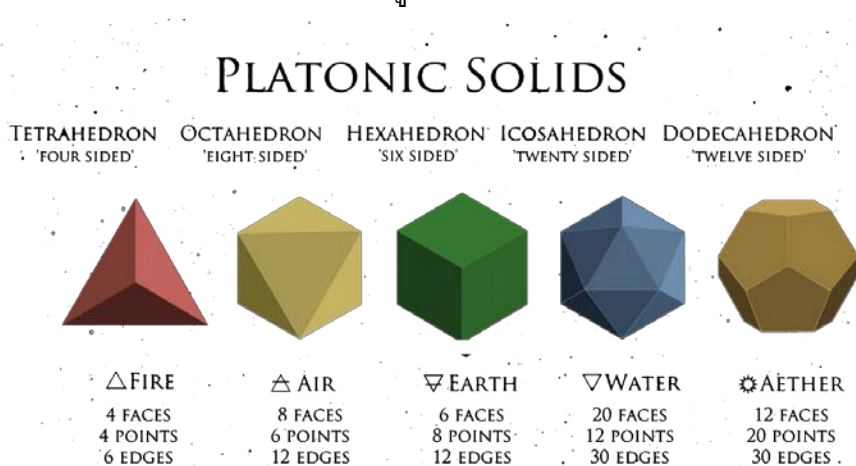 PLATONIC SOLIDS
TETRAHEDRON
'FOUR SIDED'
OCTAHEDRON
'EIGHT SIDED'
HEXAHEDRON
'SIX SIDED'
ICOSAHEDRON
'TWENTY SIDED'
DODECAHEDRON
'TWELVE SIDED'
FIRE
4 FACES
4 POINTS
6 EDGES
AIR
8 FACES
6 POINTS
12 EDGES
EARTH
6 FACES
8 POINTS
12 EDGES
WATER
20 FACES
12 POINTS
30 EDGES
AETHER
12 FACES
20 POINTS
30 EDGES